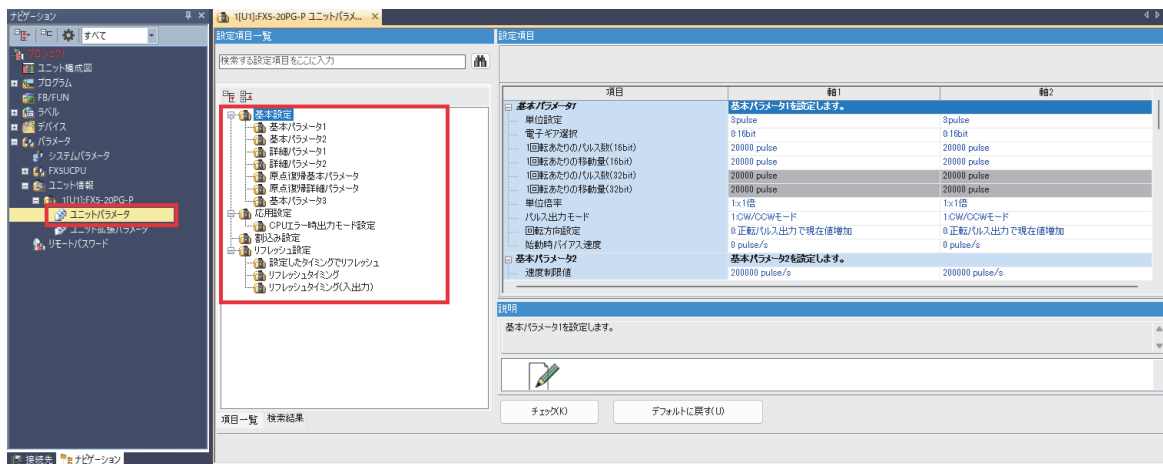 ナビゲーション
すべて
プロジェクト
ユニット構成図
プログラム
FB/FUN
ラベル
デバイス
パラメータ
システムパラメータ
FX5UCPU
ユニット情報
1[U1]:FX5-20PG-P
ユニットパラメータ
ユニット拡張パラメータ
リモートパスワード
接続先
ナビゲーション
1[U1]:FX5-20PG-P ユニットパラメ...
設定項目一覧
検索する設定項目をここに入力
基本設定
基本パラメータ1
基本パラメータ2
詳細パラメータ1
詳細パラメータ2
原点復帰基本パラメータ
原点復帰詳細パラメータ
基本パラメータ3
応用設定
CPUエラー時出力モード設定
割込み設定
リフレッシュ設定
設定したタイミングでリフレッシュ
リフレッシュタイミング
リフレッシュタイミング(入出力)
項目一覧 検索結果
設定項目
項目 軸1 軸2
基本パラメータ1 基本パラメータ1を設定します。
単位設定 3:pulse 3:pulse
電子ギア選択 0:16bit 0:16bit
1回転あたりのパルス数(16bit) 20000 pulse 20000 pulse
1回転あたりの移動量(16bit) 20000 pulse 20000 pulse
1回転あたりのパルス数(32bit) 20000 pulse 20000 pulse
1回転あたりの移動量(32bit) 20000 pulse 20000 pulse
単位倍率 1:x1倍 1:x1倍
パルス出力モード 1:CW/CCWモード 1:CW/CCWモード
回転方向設定 0:正転パルス出力で現在値増加 0:正転パルス出力で現在値増加
始動時バイアス速度 0 pulse/s 0 pulse/s
基本パラメータ2 基本パラメータ2を設定します。
速度制限値 200000 pulse/s 200000 pulse/s
説明
基本パラメータ1を設定します。
チェック(K) デフォルトに戻す(U)